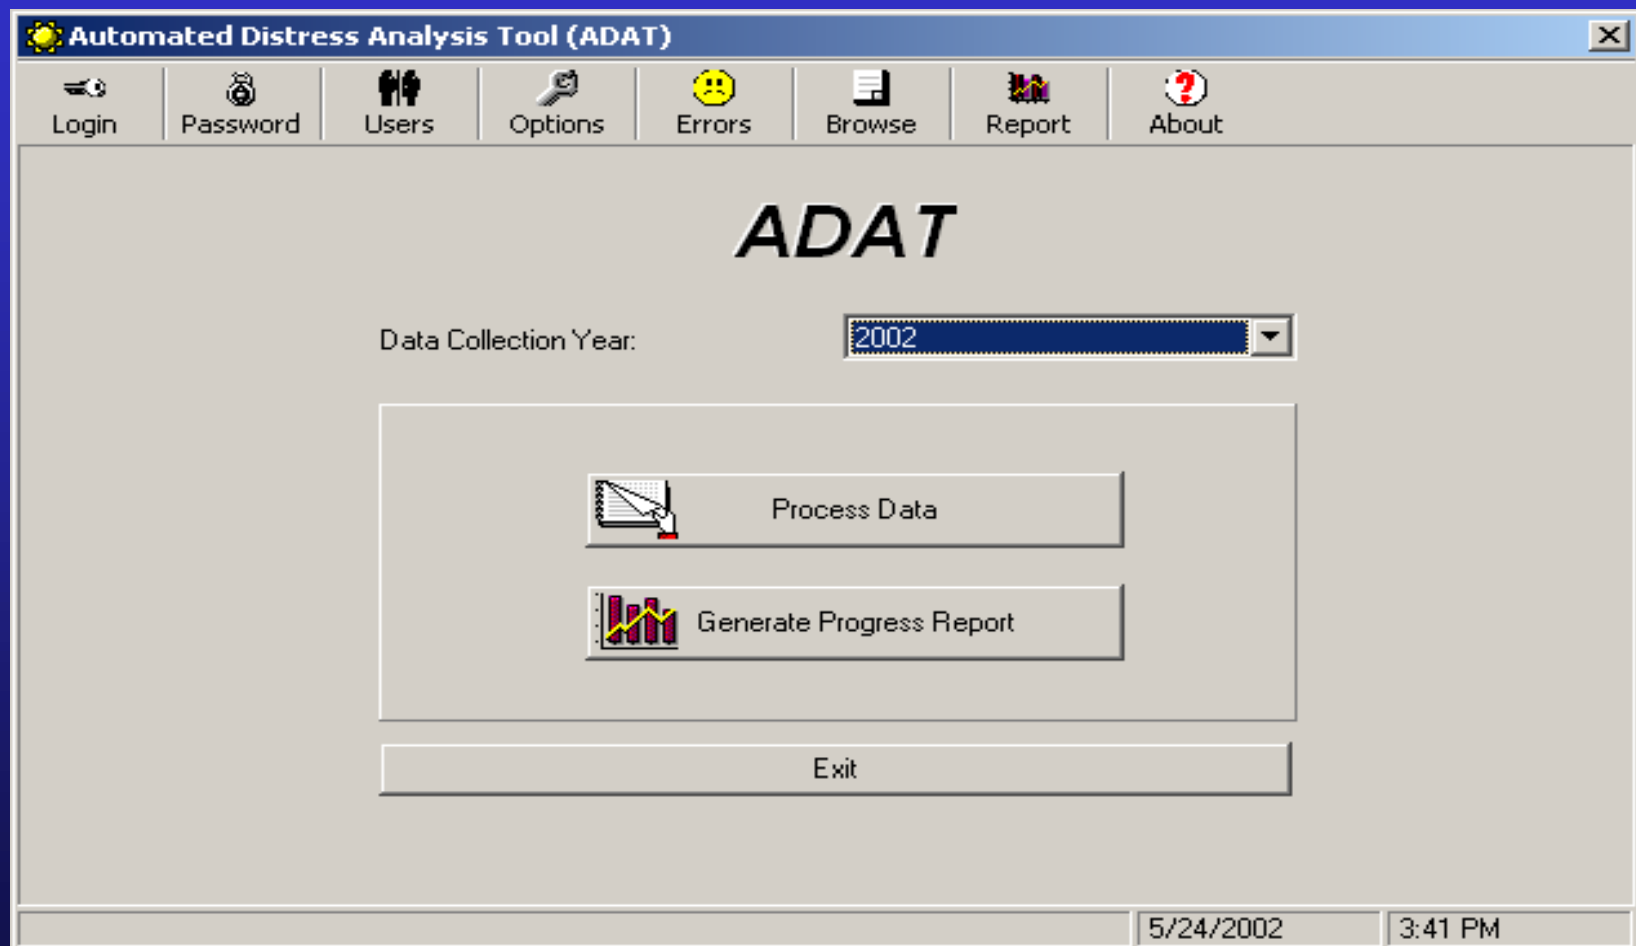 Automated Distress Analysis Tool (ADAT)
Login Password Users Options Errors Browse Report About
ADAT
Data Collection Year: 2002
Process Data
Generate Progress Report
Exit
5/24/2002 3:41 PM